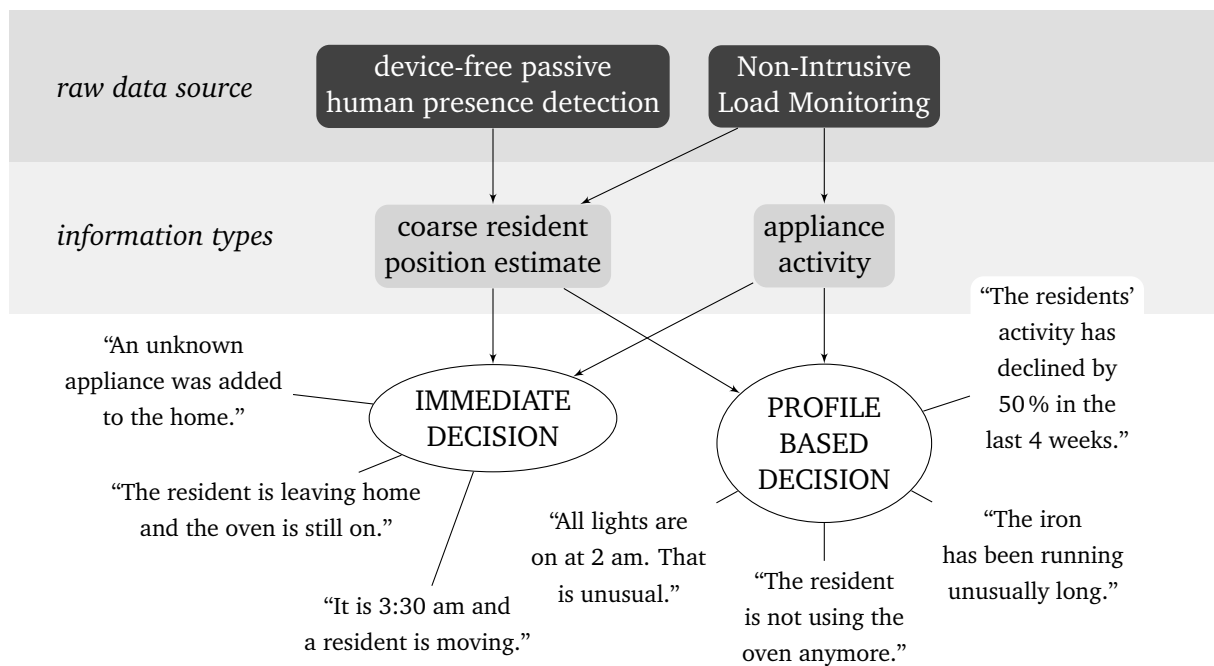 raw data source
device-free passive
human presence detection
Non-Intrusive
Load Monitoring
information types
coarse resident
position estimate
appliance
activity
“The residents’
activity has
declined by
50 % in the
last 4 weeks.”
“An unknown
appliance was added
to the home.”
IMMEDIATE
DECISION
PROFILE
BASED
DECISION
“The resident is leaving home
and the oven is still on.”
“It is 3:30 am and
a resident is moving.”
“All lights are
on at 2 am. That
is unusual.”
“The resident
is not using the
oven anymore.”
“The iron
has been running
unusually long.”